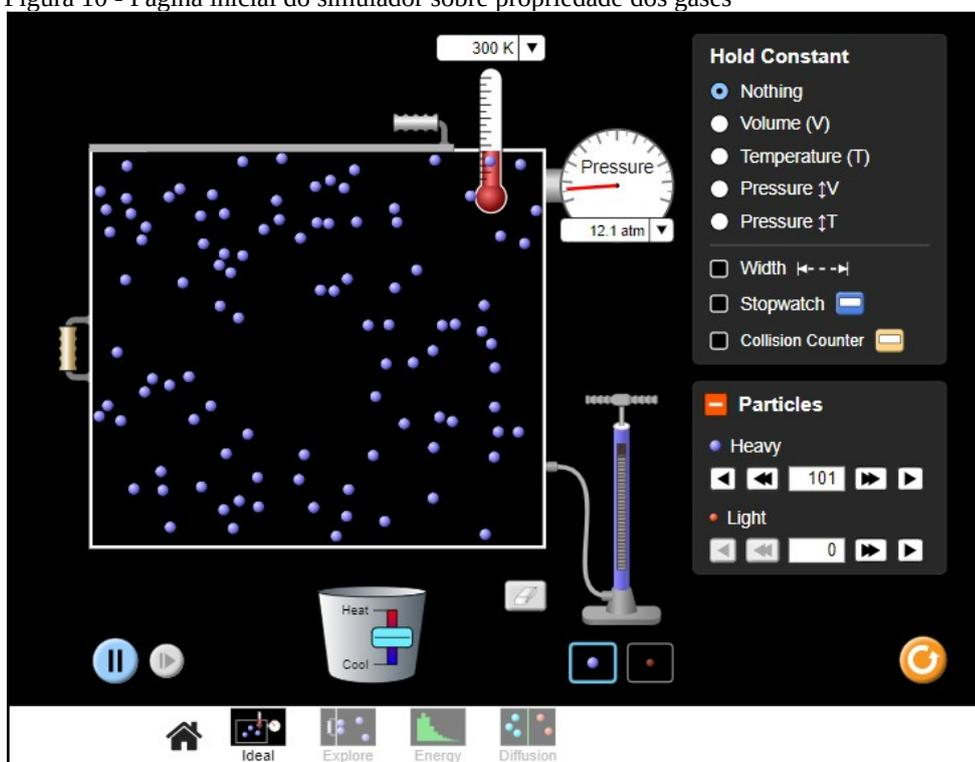 Figura 10 - Página inicial do simulador sobre propriedade dos gases
300 K
Pressure
12.1 atm
Hold Constant
Nothing
Volume (V)
Temperature (T)
Pressure ↕V
Pressure ↕T
Width
Stopwatch
Collision Counter
Particles
Heavy
101
Light
0
Heat
Cool
Ideal
Explore
Energy
Diffusion